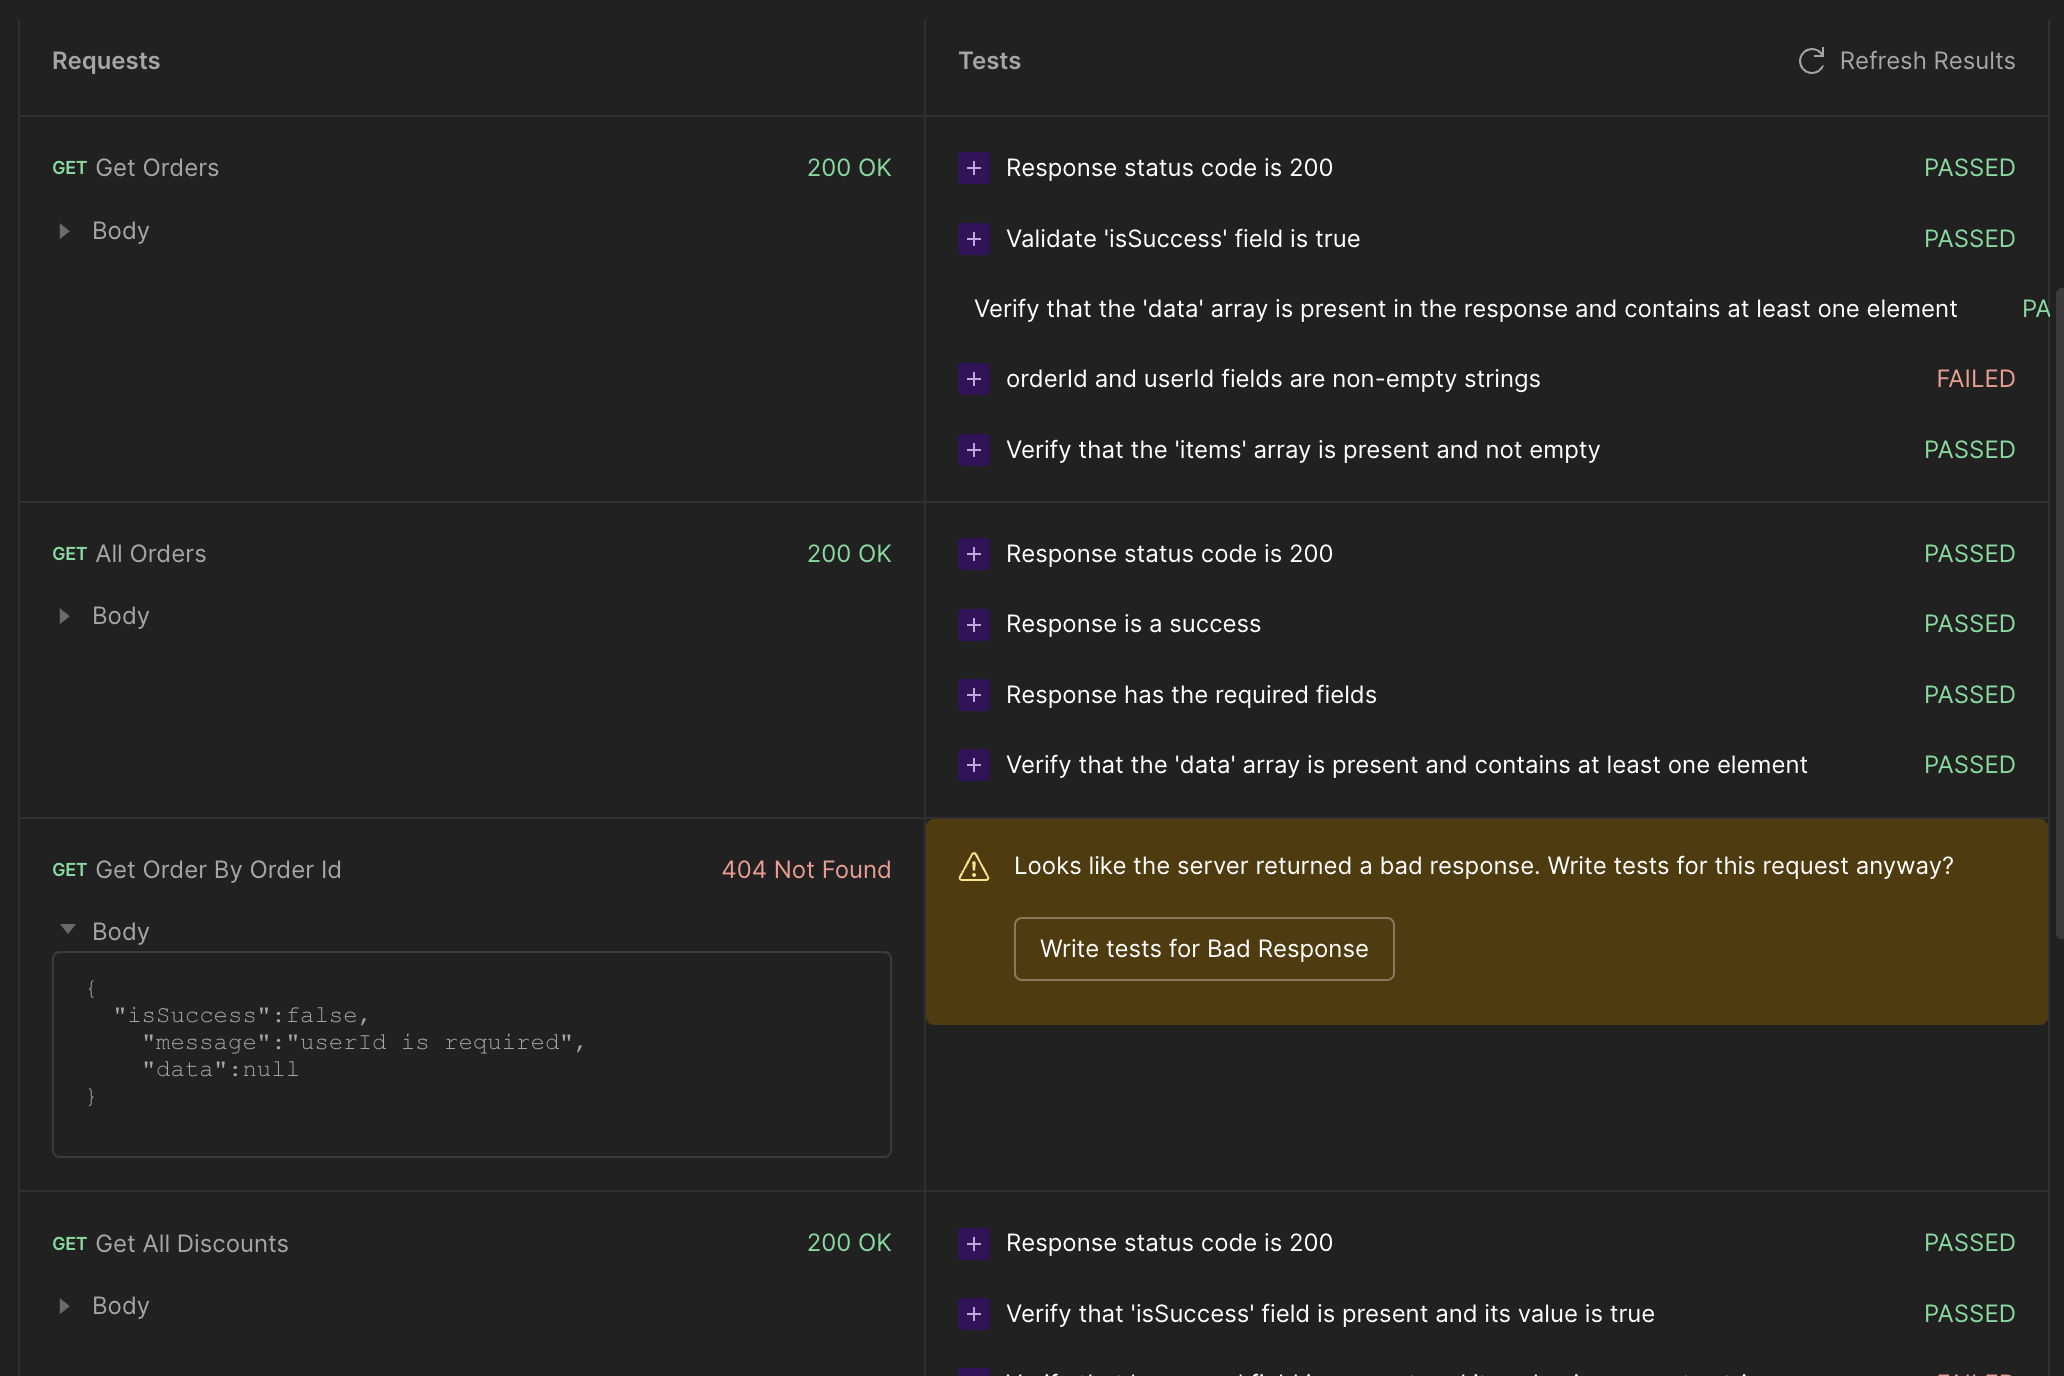 Requests
Tests
Refresh Results
GET Get Orders 200 OK
Body
+ Response status code is 200 PASSED
+ Validate 'isSuccess' field is true PASSED
Verify that the 'data' array is present in the response and contains at least one element PA
+ orderId and userId fields are non-empty strings FAILED
+ Verify that the 'items' array is present and not empty PASSED
GET All Orders 200 OK
Body
+ Response status code is 200 PASSED
+ Response is a success PASSED
+ Response has the required fields PASSED
+ Verify that the 'data' array is present and contains at least one element PASSED
GET Get Order By Order Id 404 Not Found
Body
{
"isSuccess":false,
"message":"userId is required",
"data":null
}
Looks like the server returned a bad response. Write tests for this request anyway?
Write tests for Bad Response
GET Get All Discounts 200 OK
Body
+ Response status code is 200 PASSED
+ Verify that 'isSuccess' field is present and its value is true PASSED